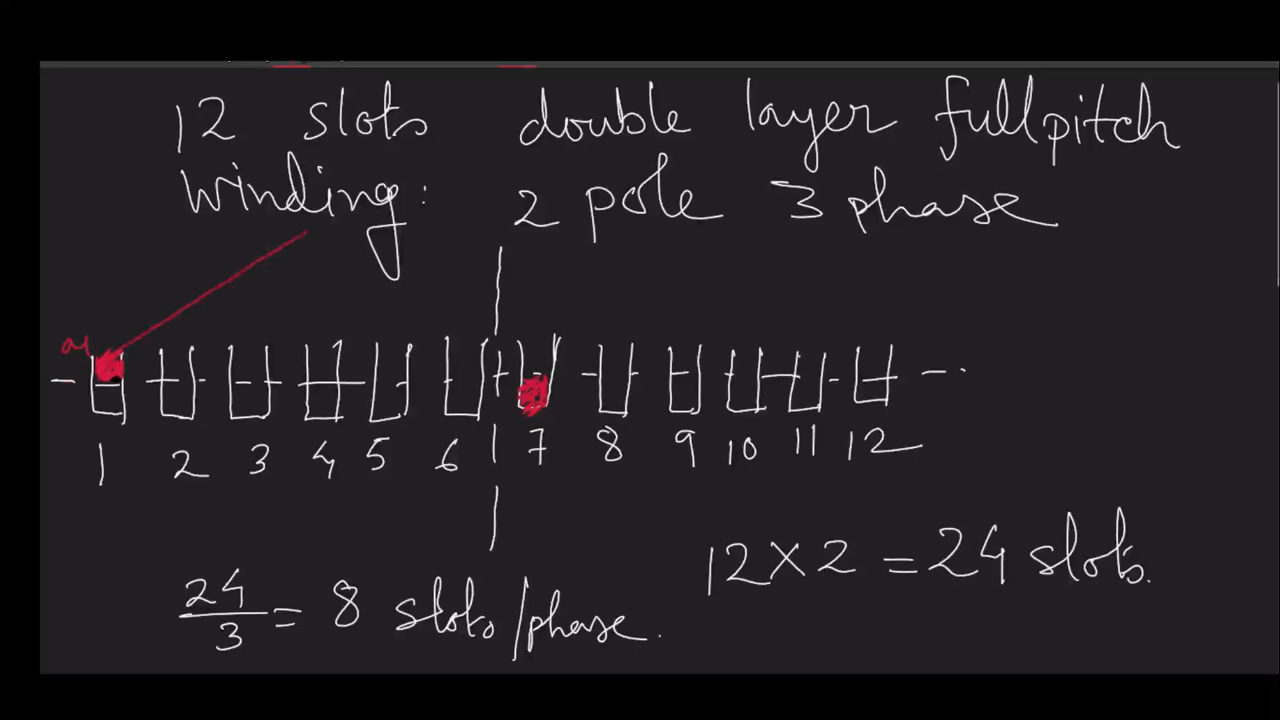 12 slots double layer fullpitch
winding: 2 pole 3 phase
a1
1 2 3 4 5 6 7 8 9 10 11 12
12 × 2 = 24 slots.
24/3 = 8 slots/phase.